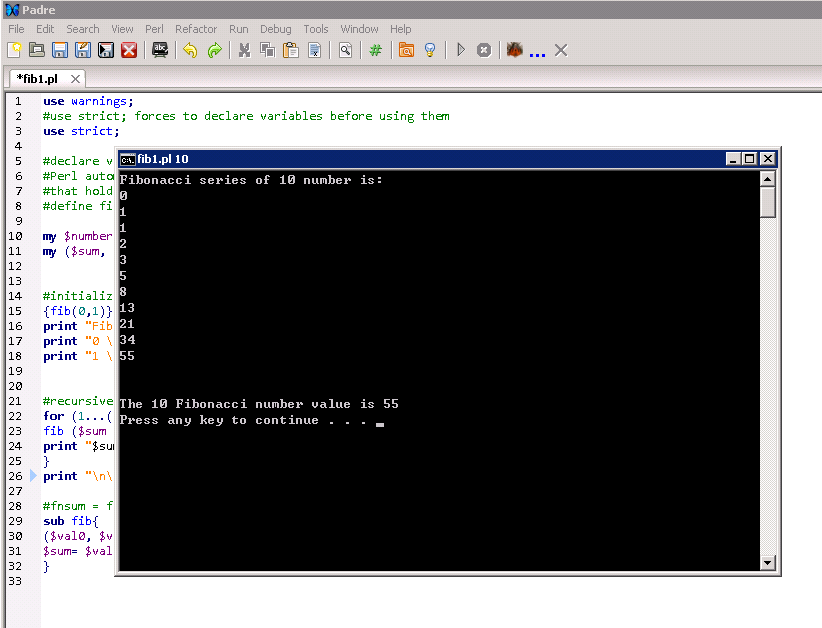 Padre
File Edit Search View Perl Refactor Run Debug Tools Window Help
abc
#
...
*fib1.pl
1 use warnings;
2 #use strict; forces to declare variables before using them
3 use strict;
4
5 #declare v
6 #Perl auto
7 #that hold
8 #define fi
9
10 my $number
11 my ($sum,
12
13
14 #initializ
15 {fib(0,1)}
16 print "Fib
17 print "0 \
18 print "1 \
19
20
21 #recursive
22 for (1...(
23 fib ($sum
24 print "$sum
25 }
26 print "\n\
27
28 #fnsum = f
29 sub fib{
30 ($val0, $v
31 $sum= $val
32 }
33
C:\. fib1.pl 10
Fibonacci series of 10 number is:
0
1
1
2
3
5
8
13
21
34
55
The 10 Fibonacci number value is 55
Press any key to continue . . .